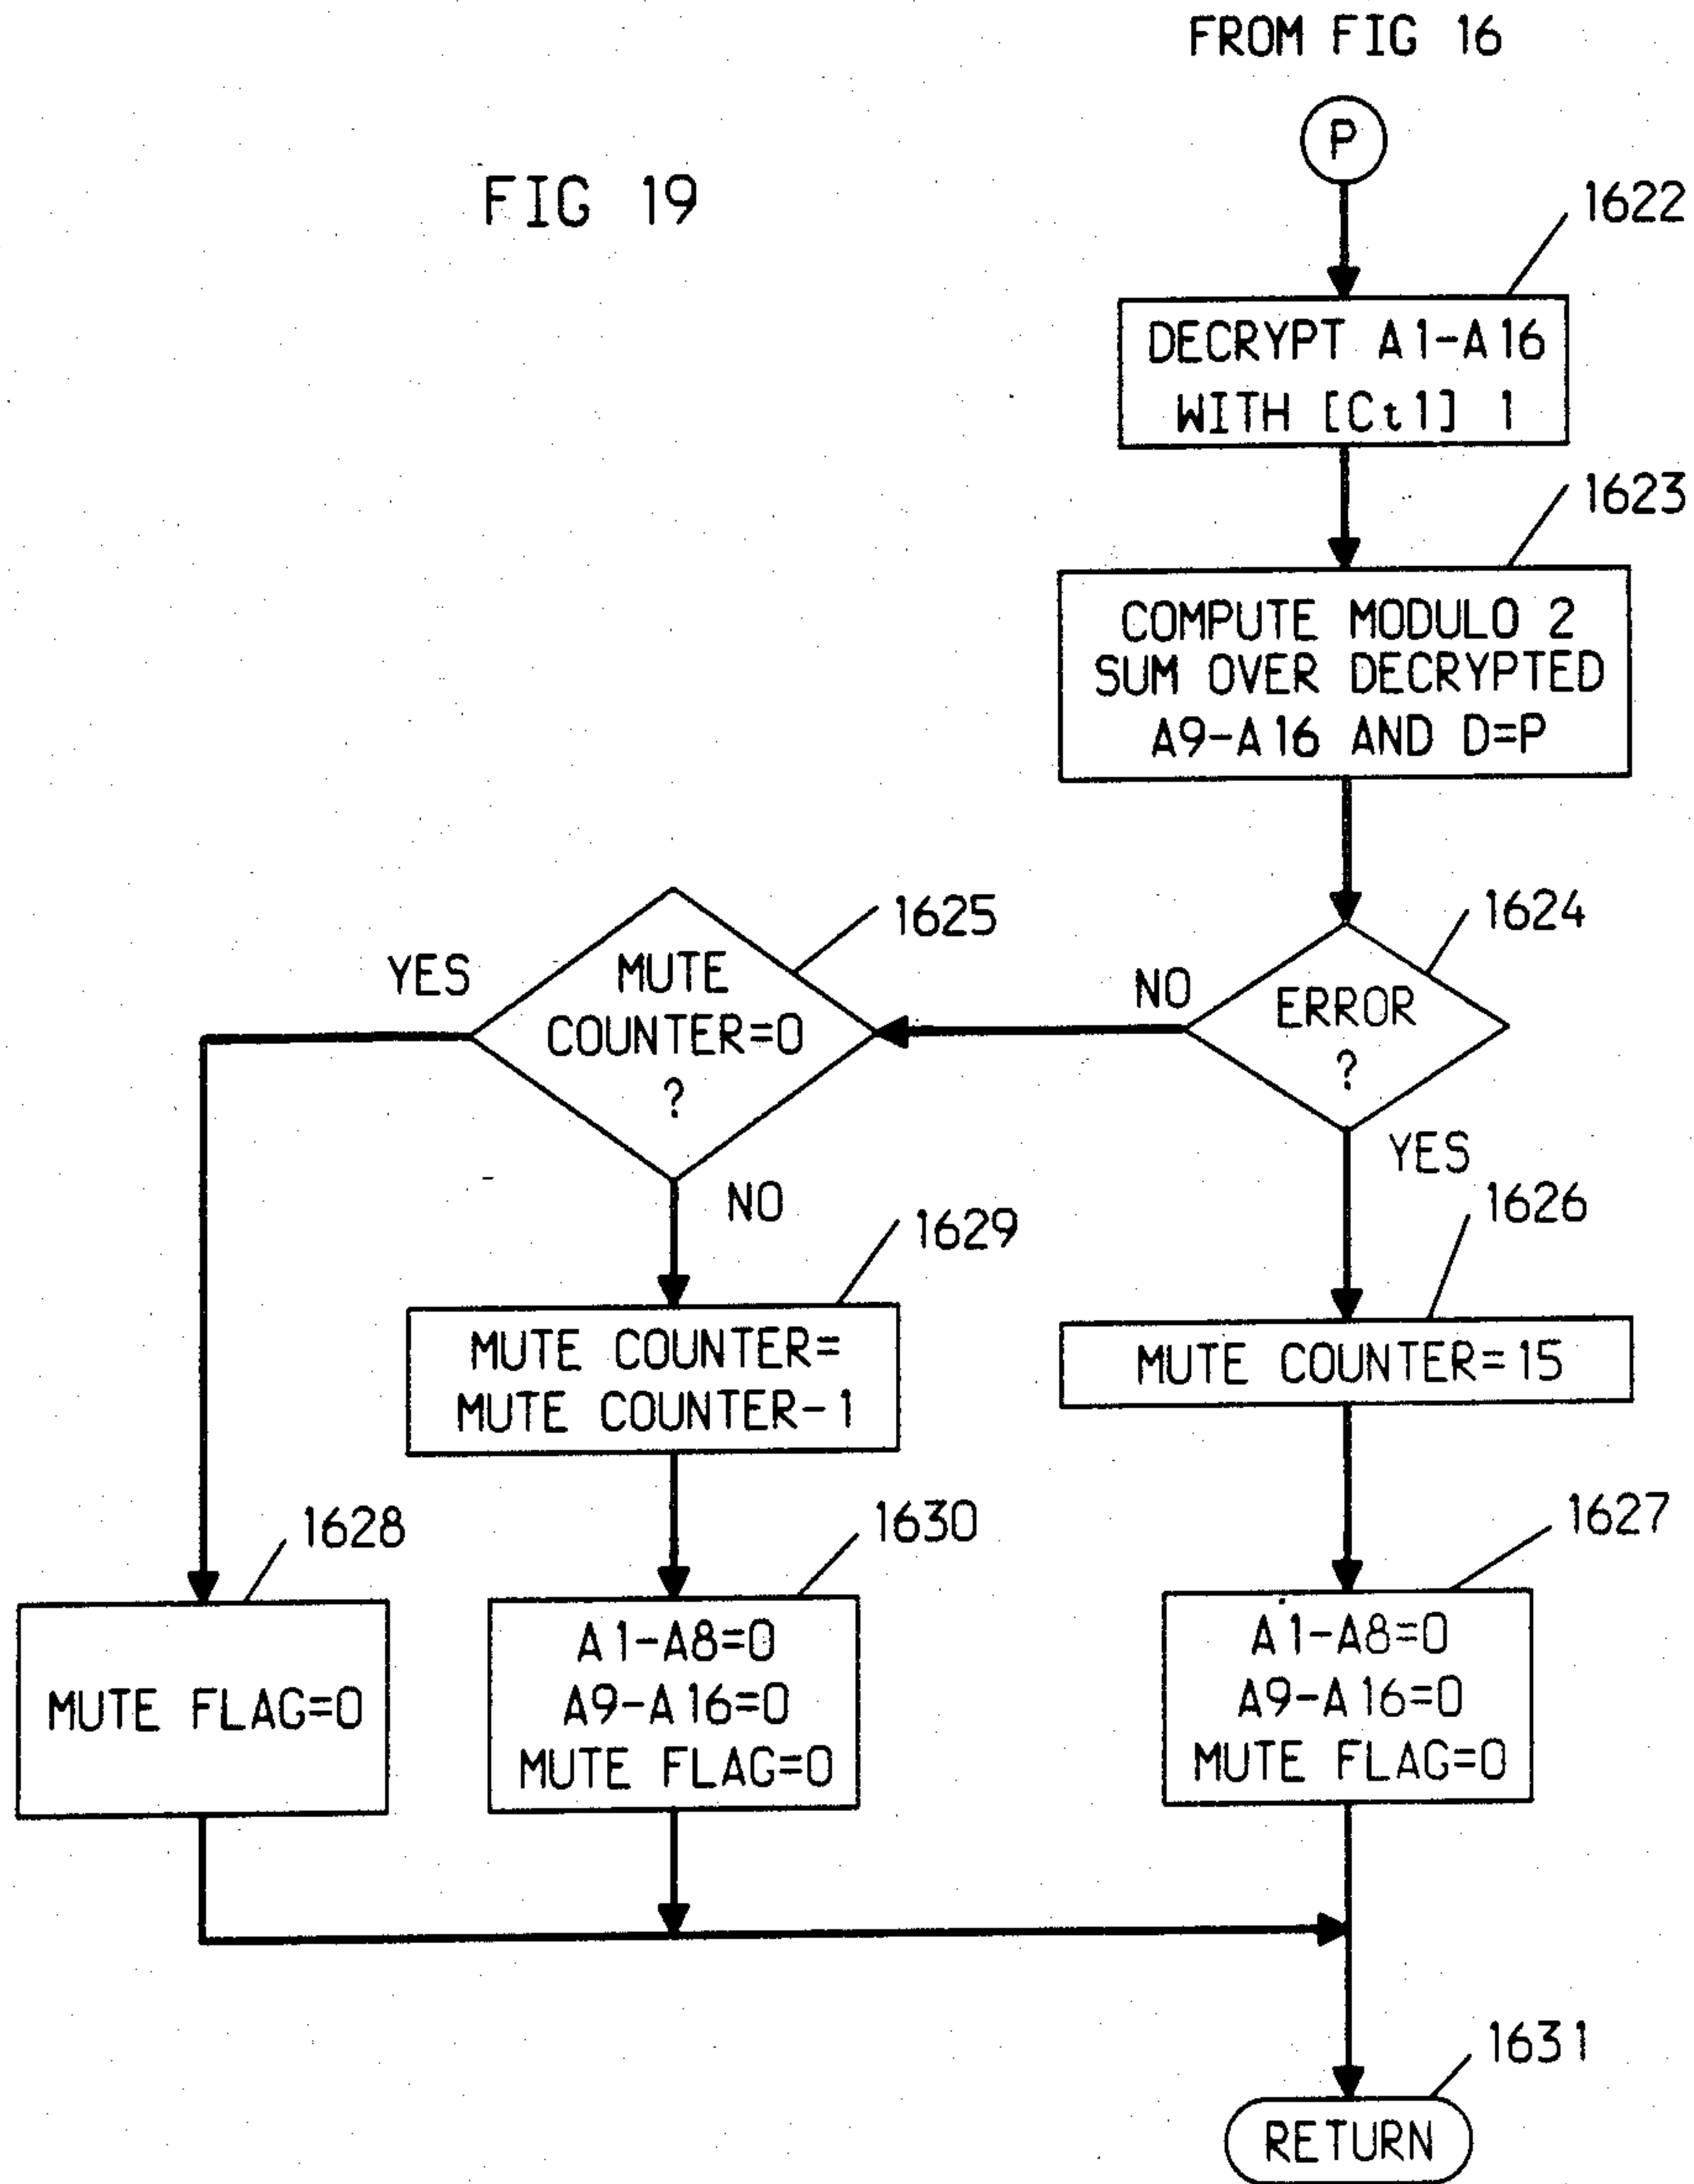 FROM FIG 16
P
FIG 19
1622
DECRYPT A1-A16
WITH [Ct1] 1
1623
COMPUTE MODULO 2
SUM OVER DECRYPTED
A9-A16 AND D=P
1625
YES
MUTE
COUNTER=0
?
NO
1624
NO
ERROR
?
YES
1629
MUTE COUNTER=
MUTE COUNTER-1
1626
MUTE COUNTER=15
1628
MUTE FLAG=0
1630
A1-A8=0
A9-A16=0
MUTE FLAG=0
1627
A1-A8=0
A9-A16=0
MUTE FLAG=0
1631
RETURN